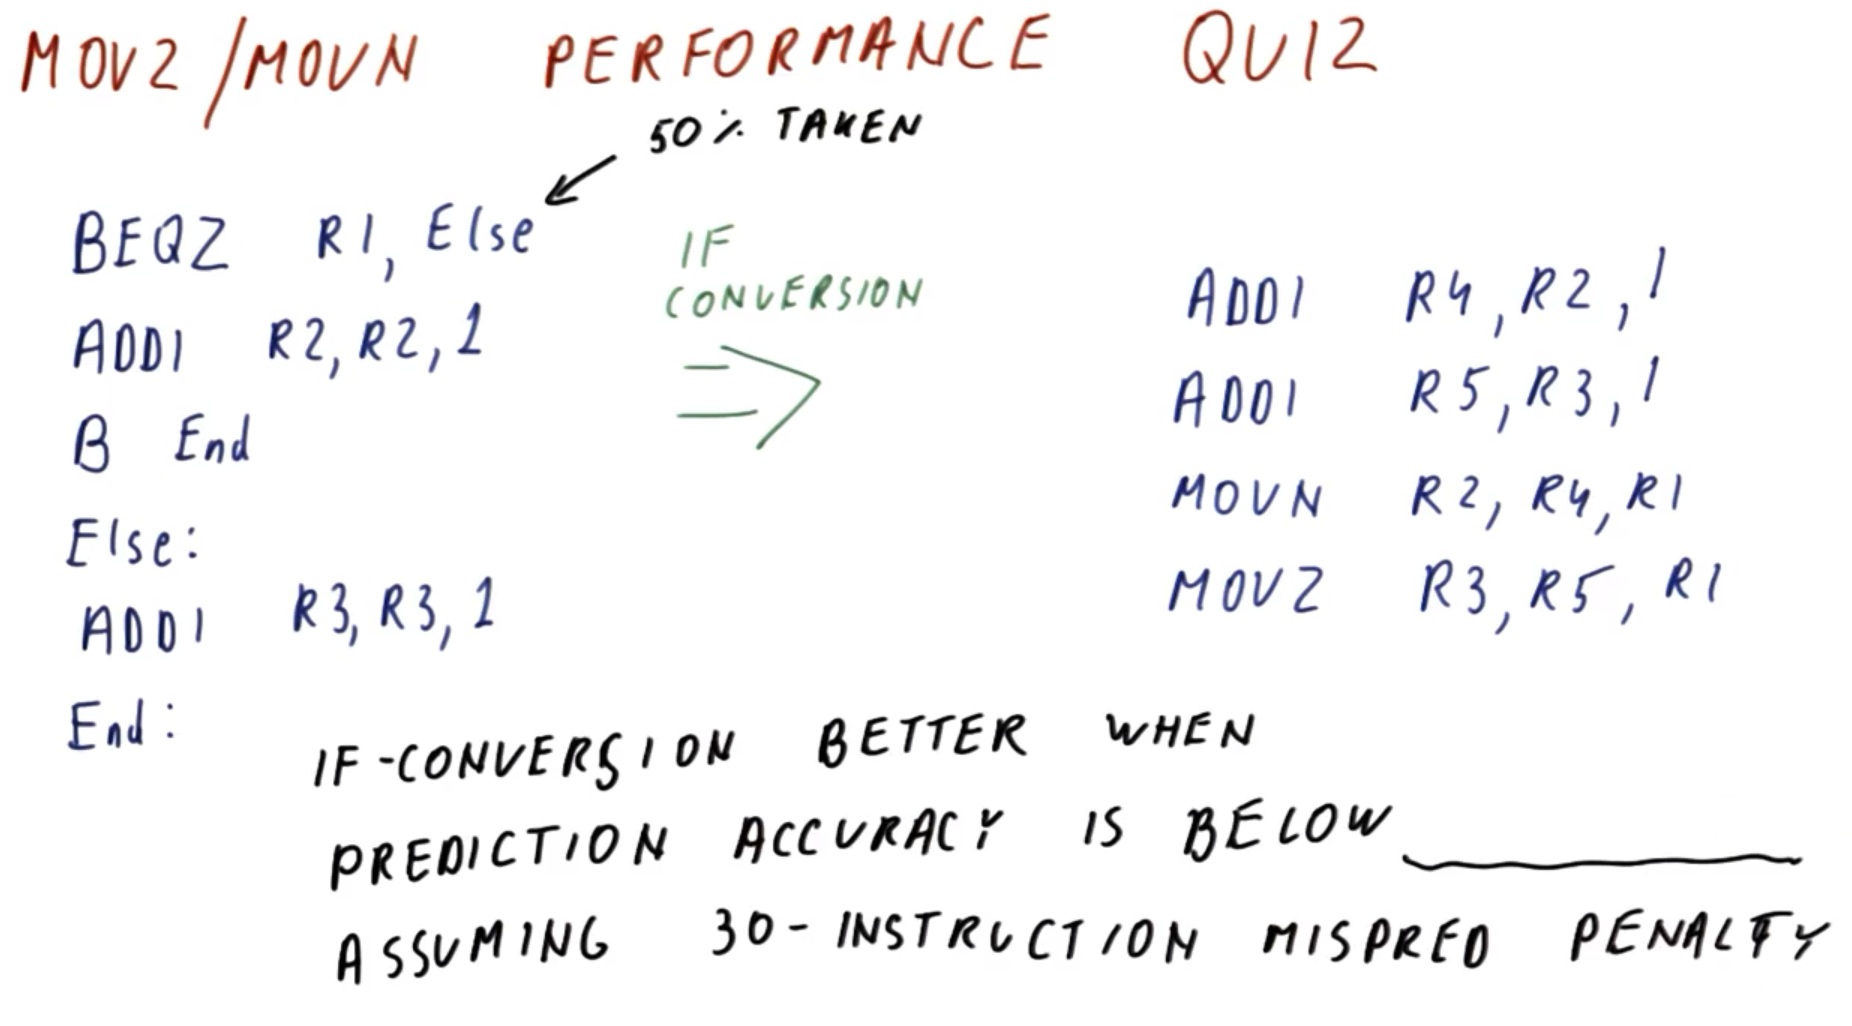 MOVZ/MOVN PERFORMANCE QUIZ
50% TAKEN
BEQZ R1, Else
ADDI R2, R2, 1
B End
Else:
ADDI R3, R3, 1
End:
IF
CONVERSION
ADDI R4, R2, 1
ADDI R5, R3, 1
MOVN R2, R4, R1
MOVZ R3, R5, R1
IF-CONVERSION BETTER WHEN
PREDICTION ACCURACY IS BELOW
ASSUMING 30-INSTRUCTION MISPRED PENALTY